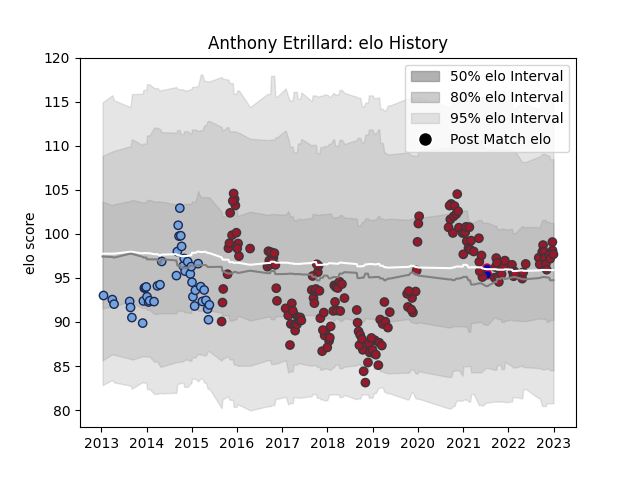 Anthony Etrillard: elo History
120
115
110
105
100
95
90
85
80
elo score
50% elo Interval
80% elo Interval
95% elo Interval
Post Match elo
2013 2014 2015 2016 2017 2018 2019 2020 2021 2022 2023